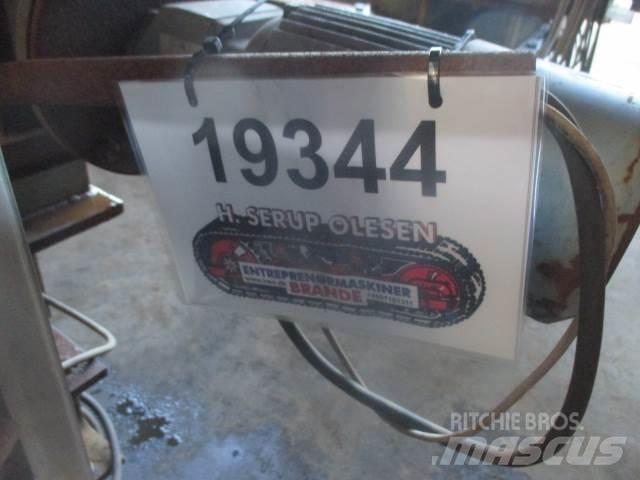 19344
H. SERUP OLESEN
ENTREPRENØRMASKINER
BRANDE
RITCHIE BROS.
mascus